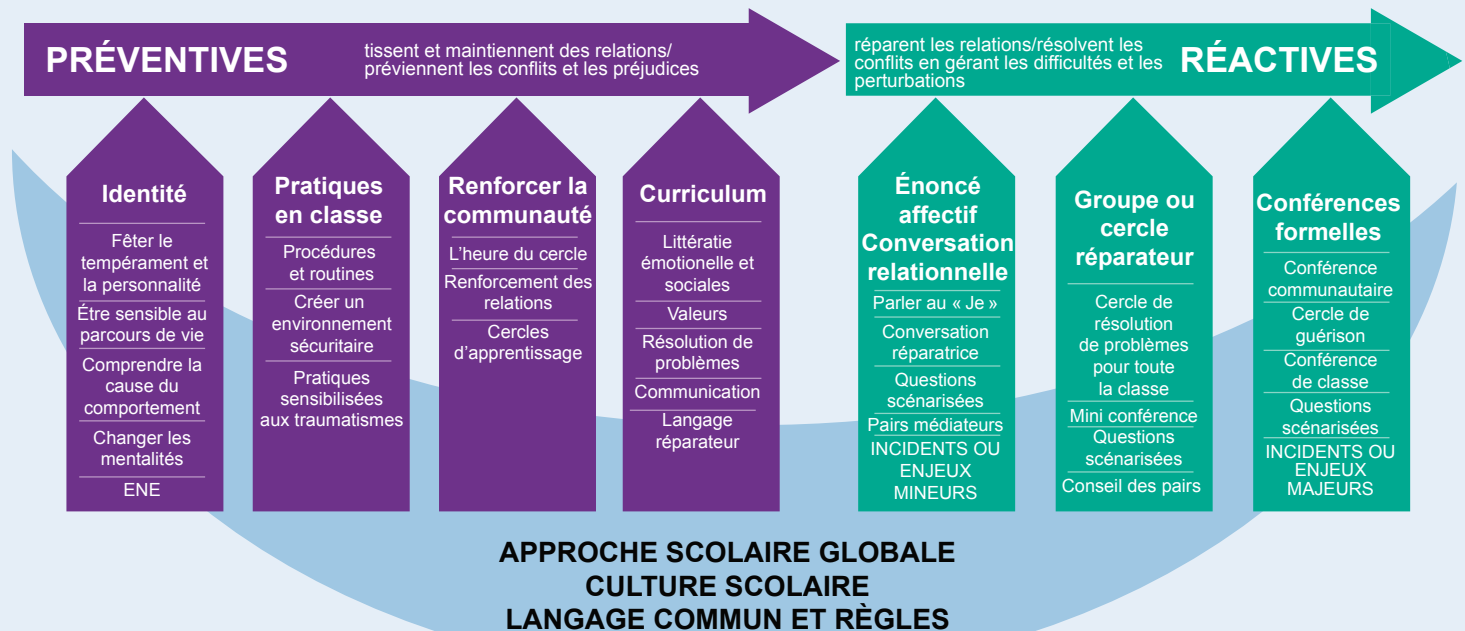 PRÉVENTIVES
tissent et maintiennent des relations/
préviennent les conflits et les préjudices
réparent les relations/résolvent les
conflits en gérant les difficultés et les
perturbations
RÉACTIVES
Identité
Fêter le
tempérament et
la personnalité
Être sensible au
parcours de vie
Comprendre la
cause du
comportement
Changer les
mentalités
ENE
Pratiques
en classe
Procédures
et routines
Créer un
environnement
sécuritaire
Pratiques
sensibilisées
aux traumatismes
Renforcer la
communauté
L'heure du cercle
Renforcement des
relations
Cercles
d'apprentissage
Curriculum
Littératie
émotionelle et
sociales
Valeurs
Résolution de
problèmes
Communication
Langage
réparateur
Énoncé
affectif
Conversation
relationnelle
Parler au « Je »
Conversation
réparatrice
Questions
scénarisées
Pairs médiateurs
INCIDENTS OU
ENJEUX
MINEURS
Groupe ou
cercle
réparateur
Cercle de
résolution
de problèmes
pour toute
la classe
Mini conférence
Questions
scénarisées
Conseil des pairs
Conférences
formelles
Conférence
communautaire
Cercle de
guérison
Conférence
de classe
Questions
scénarisées
INCIDENTS OU
ENJEUX
MAJEURS
APPROCHE SCOLAIRE GLOBALE
CULTURE SCOLAIRE
LANGAGE COMMUN ET RÈGLES